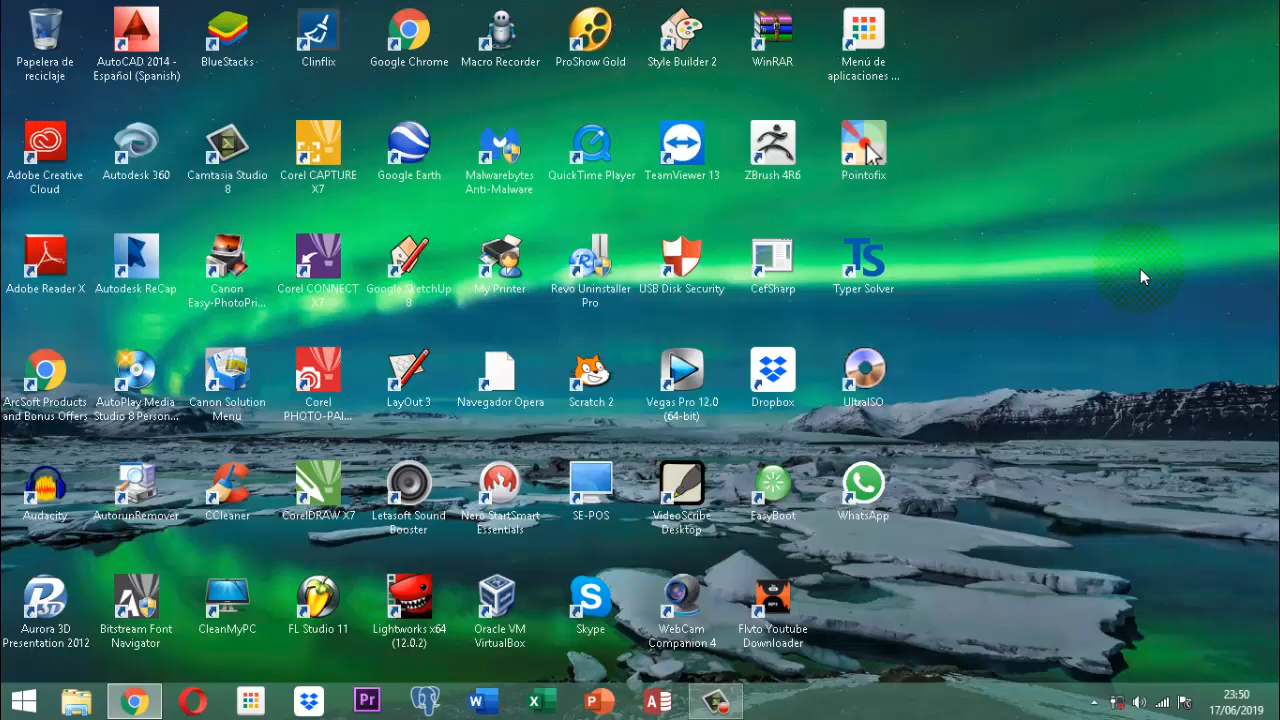 Papelera de
reciclaje
AutoCAD 2014 -
Español (Spanish)
BlueStacks
Clinflix
Google Chrome
Macro Recorder
ProShow Gold
Style Builder 2
WinRAR
Menú de
aplicaciones ...
Adobe Creative
Cloud
Autodesk 360
Camtasia Studio
8
Corel CAPTURE
X7
Google Earth
Malwarebytes
Anti-Malware
QuickTime Player
TeamViewer 13
ZBrush 4R6
Pointofix
Adobe Reader X
Autodesk ReCap
Canon
Easy-PhotoPri...
Corel CONNECT
X7
Google SketchUp
8
My Printer
Revo Uninstaller
Pro
USB Disk Security
CefSharp
TS
Typer Solver
ArcSoft Products
and Bonus Offers
AutoPlay Media
Studio 8 Person...
Canon Solution
Menu
Corel
PHOTO-PAI...
LayOut 3
Navegador Opera
Scratch 2
Vegas Pro 12.0
(64-bit)
Dropbox
UltraISO
Audacity
AutorunRemover
CCleaner
CorelDRAW X7
Letasoft Sound
Booster
Nero StartSmart
Essentials
SE-POS
VideoScribe
Desktop
EasyBoot
WhatsApp
Aurora 3D
Presentation 2012
Bitstream Font
Navigator
CleanMyPC
FL Studio 11
Lightworks x64
(12.0.2)
Oracle VM
VirtualBox
Skype
WebCam
Companion 4
Flvto Youtube
Downloader
Pr
23:50
17/06/2019